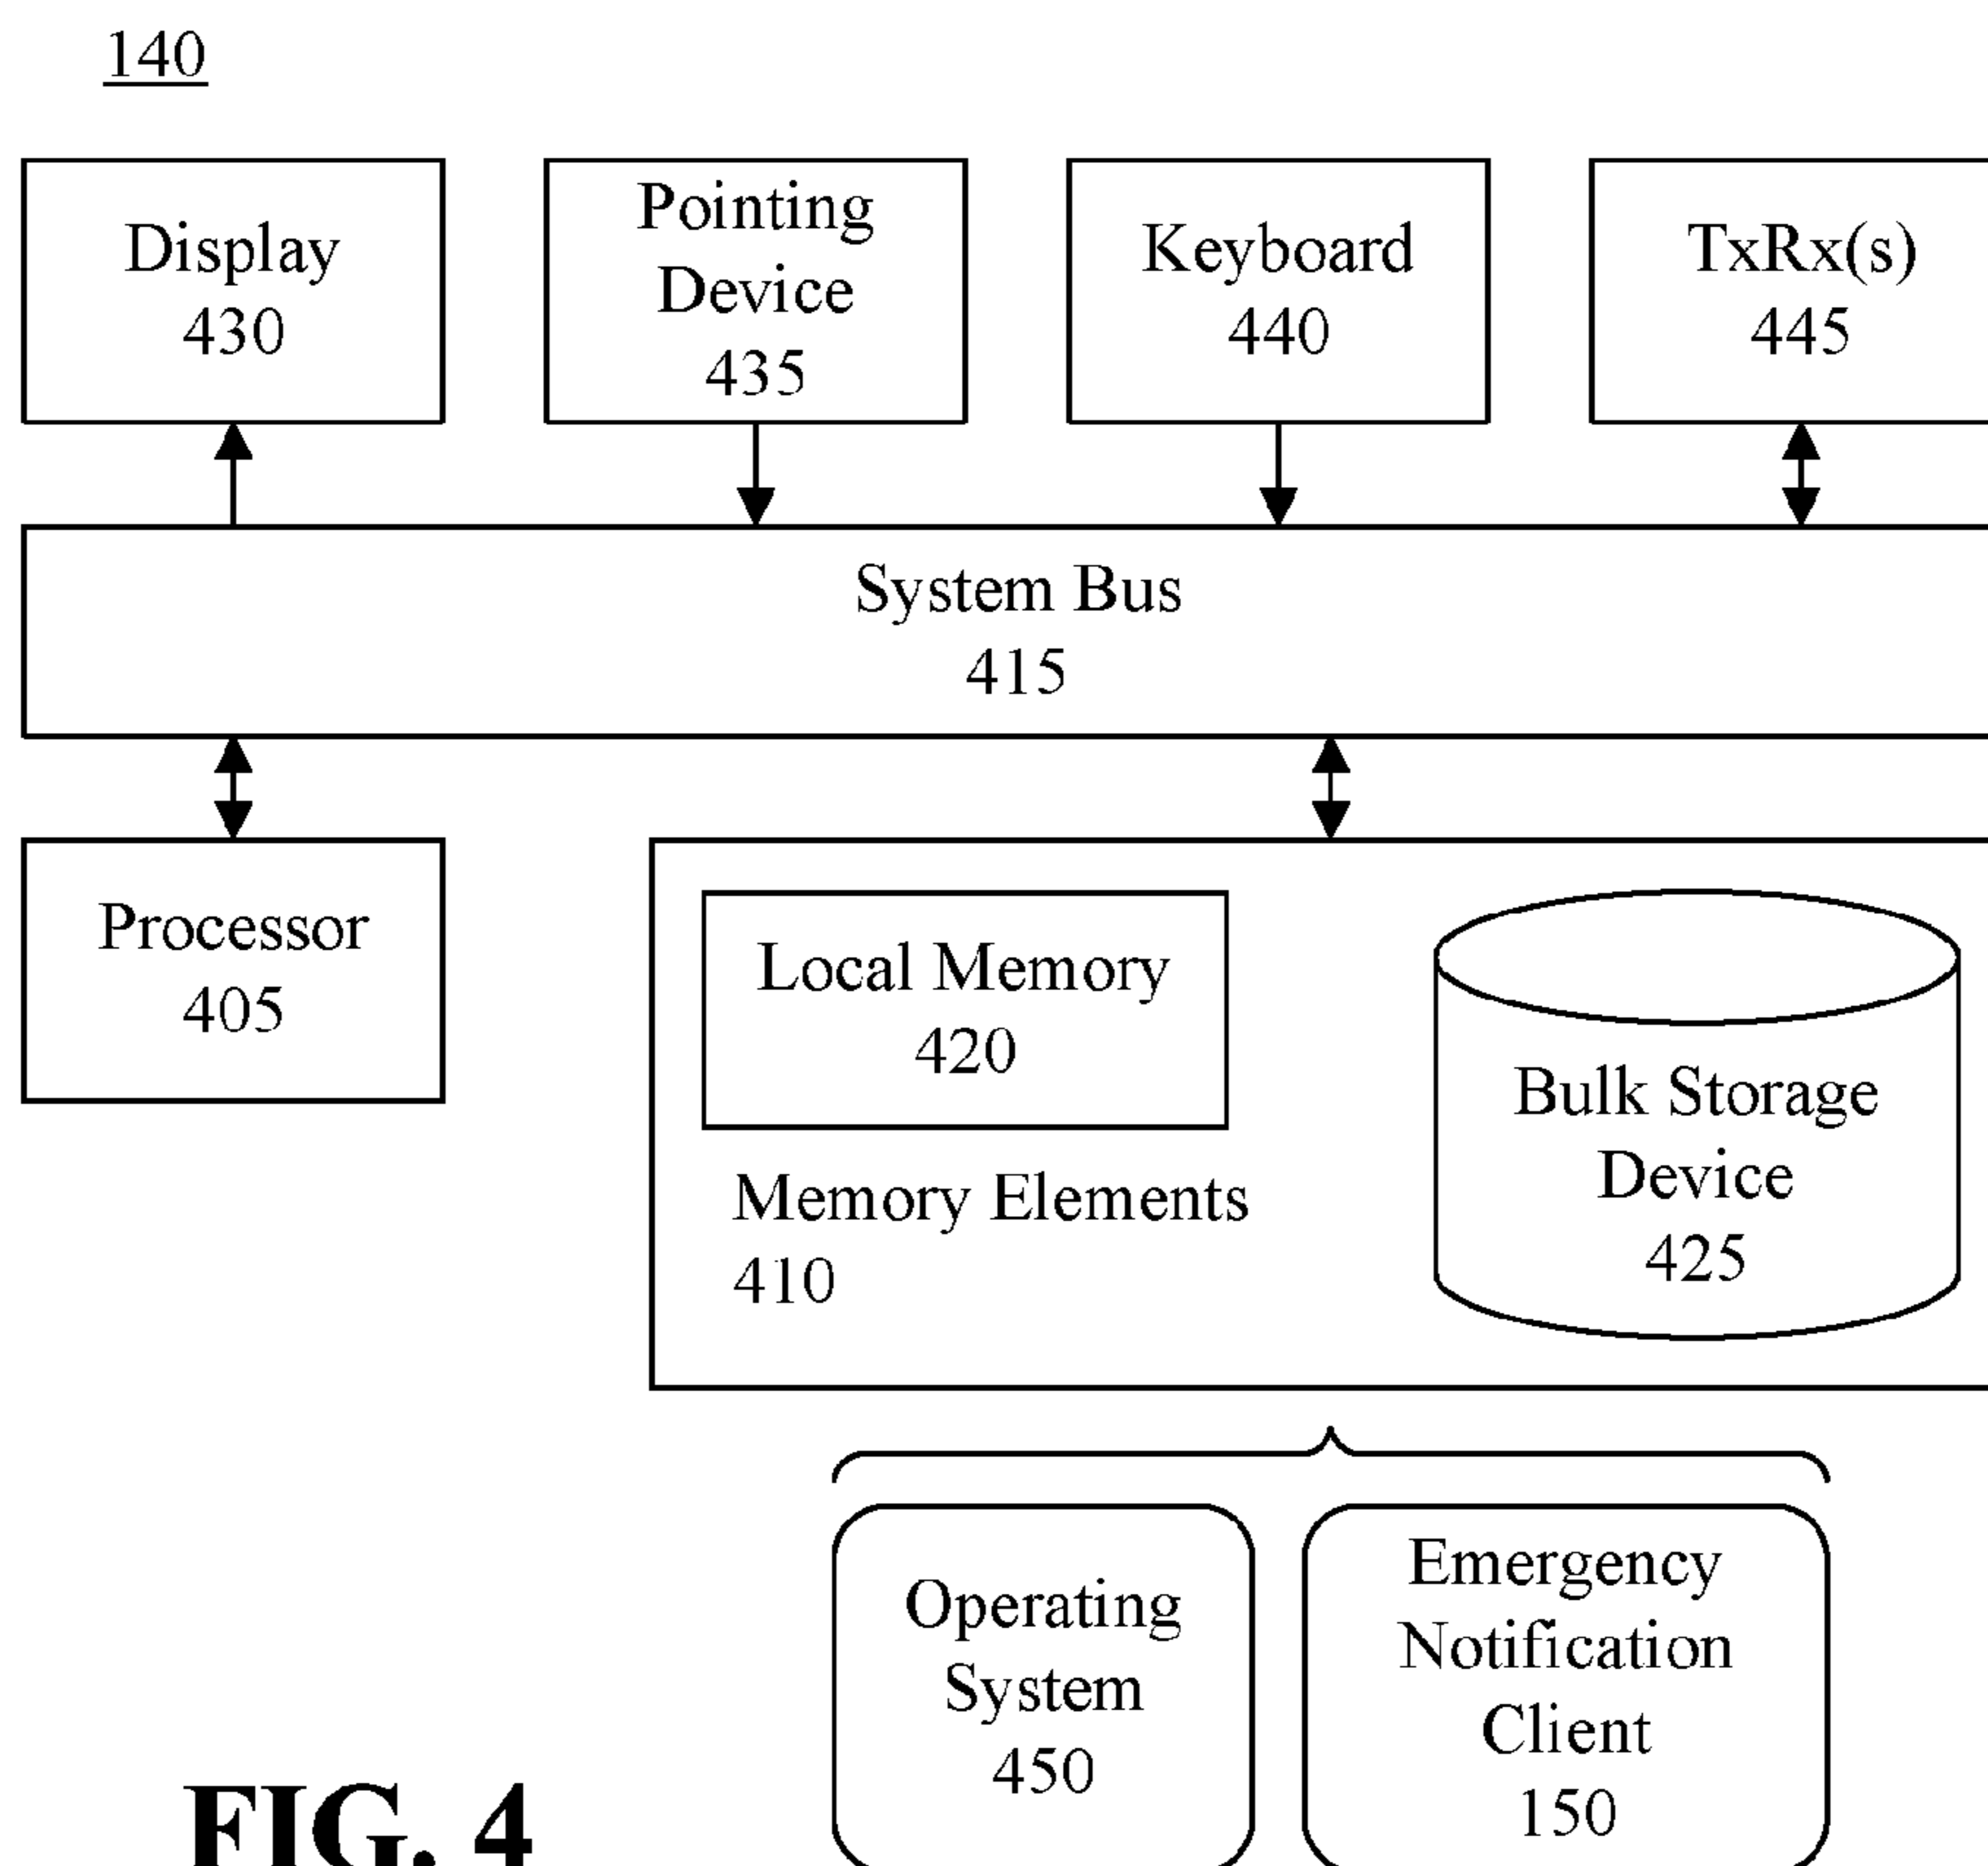 140
Display
430
Pointing
Device
435
Keyboard
440
TxRx(s)
445
System Bus
415
Processor
405
Local Memory
420
Memory Elements
410
Bulk Storage
Device
425
Operating
System
450
Emergency
Notification
Client
150
FIG. 4